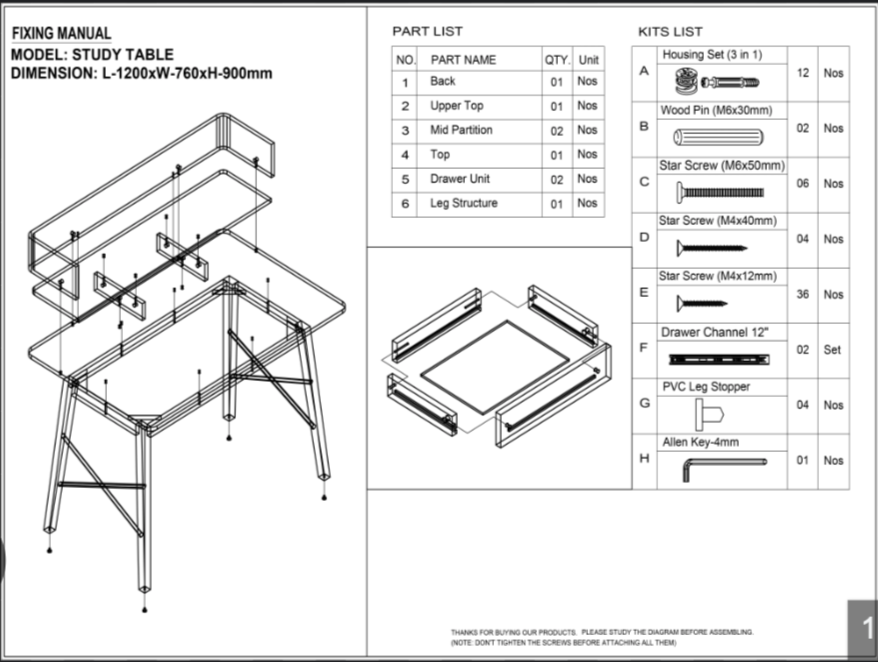 FIXING MANUAL
MODEL: STUDY TABLE
DIMENSION: L-1200xW-760xH-900mm
PART LIST
NO. PART NAME QTY. Unit
1 Back 01 Nos
2 Upper Top 01 Nos
3 Mid Partition 02 Nos
4 Top 01 Nos
5 Drawer Unit 02 Nos
6 Leg Structure 01 Nos
KITS LIST
A Housing Set (3 in 1) 12 Nos
B Wood Pin (M6x30mm) 02 Nos
C Star Screw (M6x50mm) 06 Nos
D Star Screw (M4x40mm) 04 Nos
E Star Screw (M4x12mm) 36 Nos
F Drawer Channel 12" 02 Set
G PVC Leg Stopper 04 Nos
H Allen Key-4mm 01 Nos
THANKS FOR BUYING OUR PRODUCTS. PLEASE STUDY THE DIAGRAM BEFORE ASSEMBLING.
(NOTE: DON'T TIGHTEN THE SCREWS BEFORE ATTACHING ALL THEM)
1